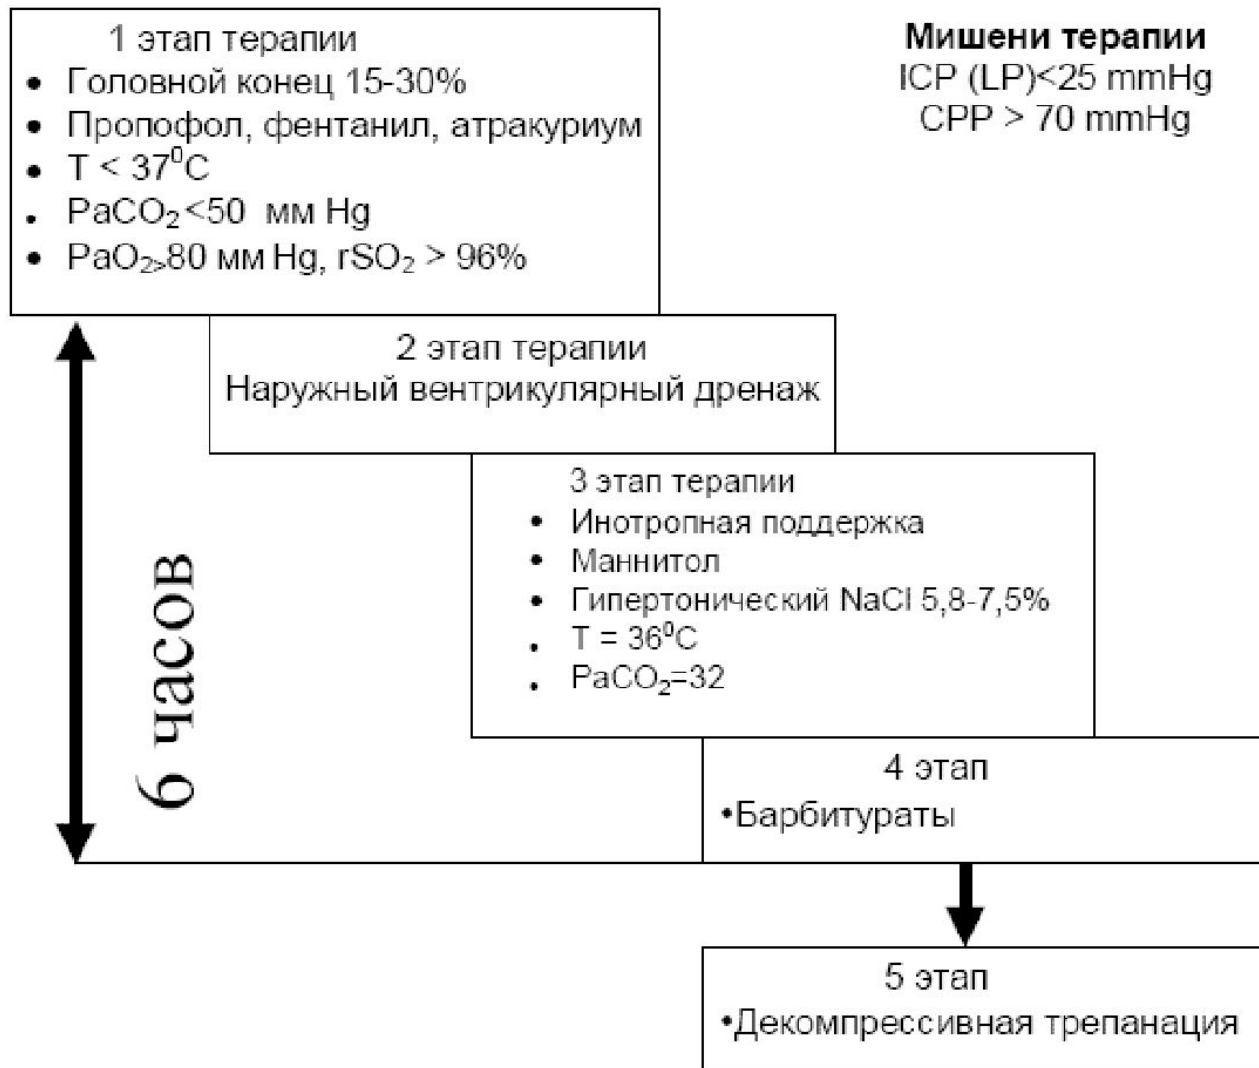 1 этап терапии
• Головной конец 15-30%
• Пропофол, фентанил, атракуриум
• T < 37⁰C
. PaCO₂ <50 мм Hg
• PaO₂>80 мм Hg, rSO₂ > 96%
Мишени терапии
ICP (LP)<25 mmHg
CPP > 70 mmHg
2 этап терапии
Наружный вентрикулярный дренаж
3 этап терапии
• Инотропная поддержка
• Маннитол
• Гипертонический NaCl 5,8-7,5%
. T = 36⁰C
. PaCO₂=32
6 часов
4 этап
•Барбитураты
5 этап
•Декомпрессивная трепанация